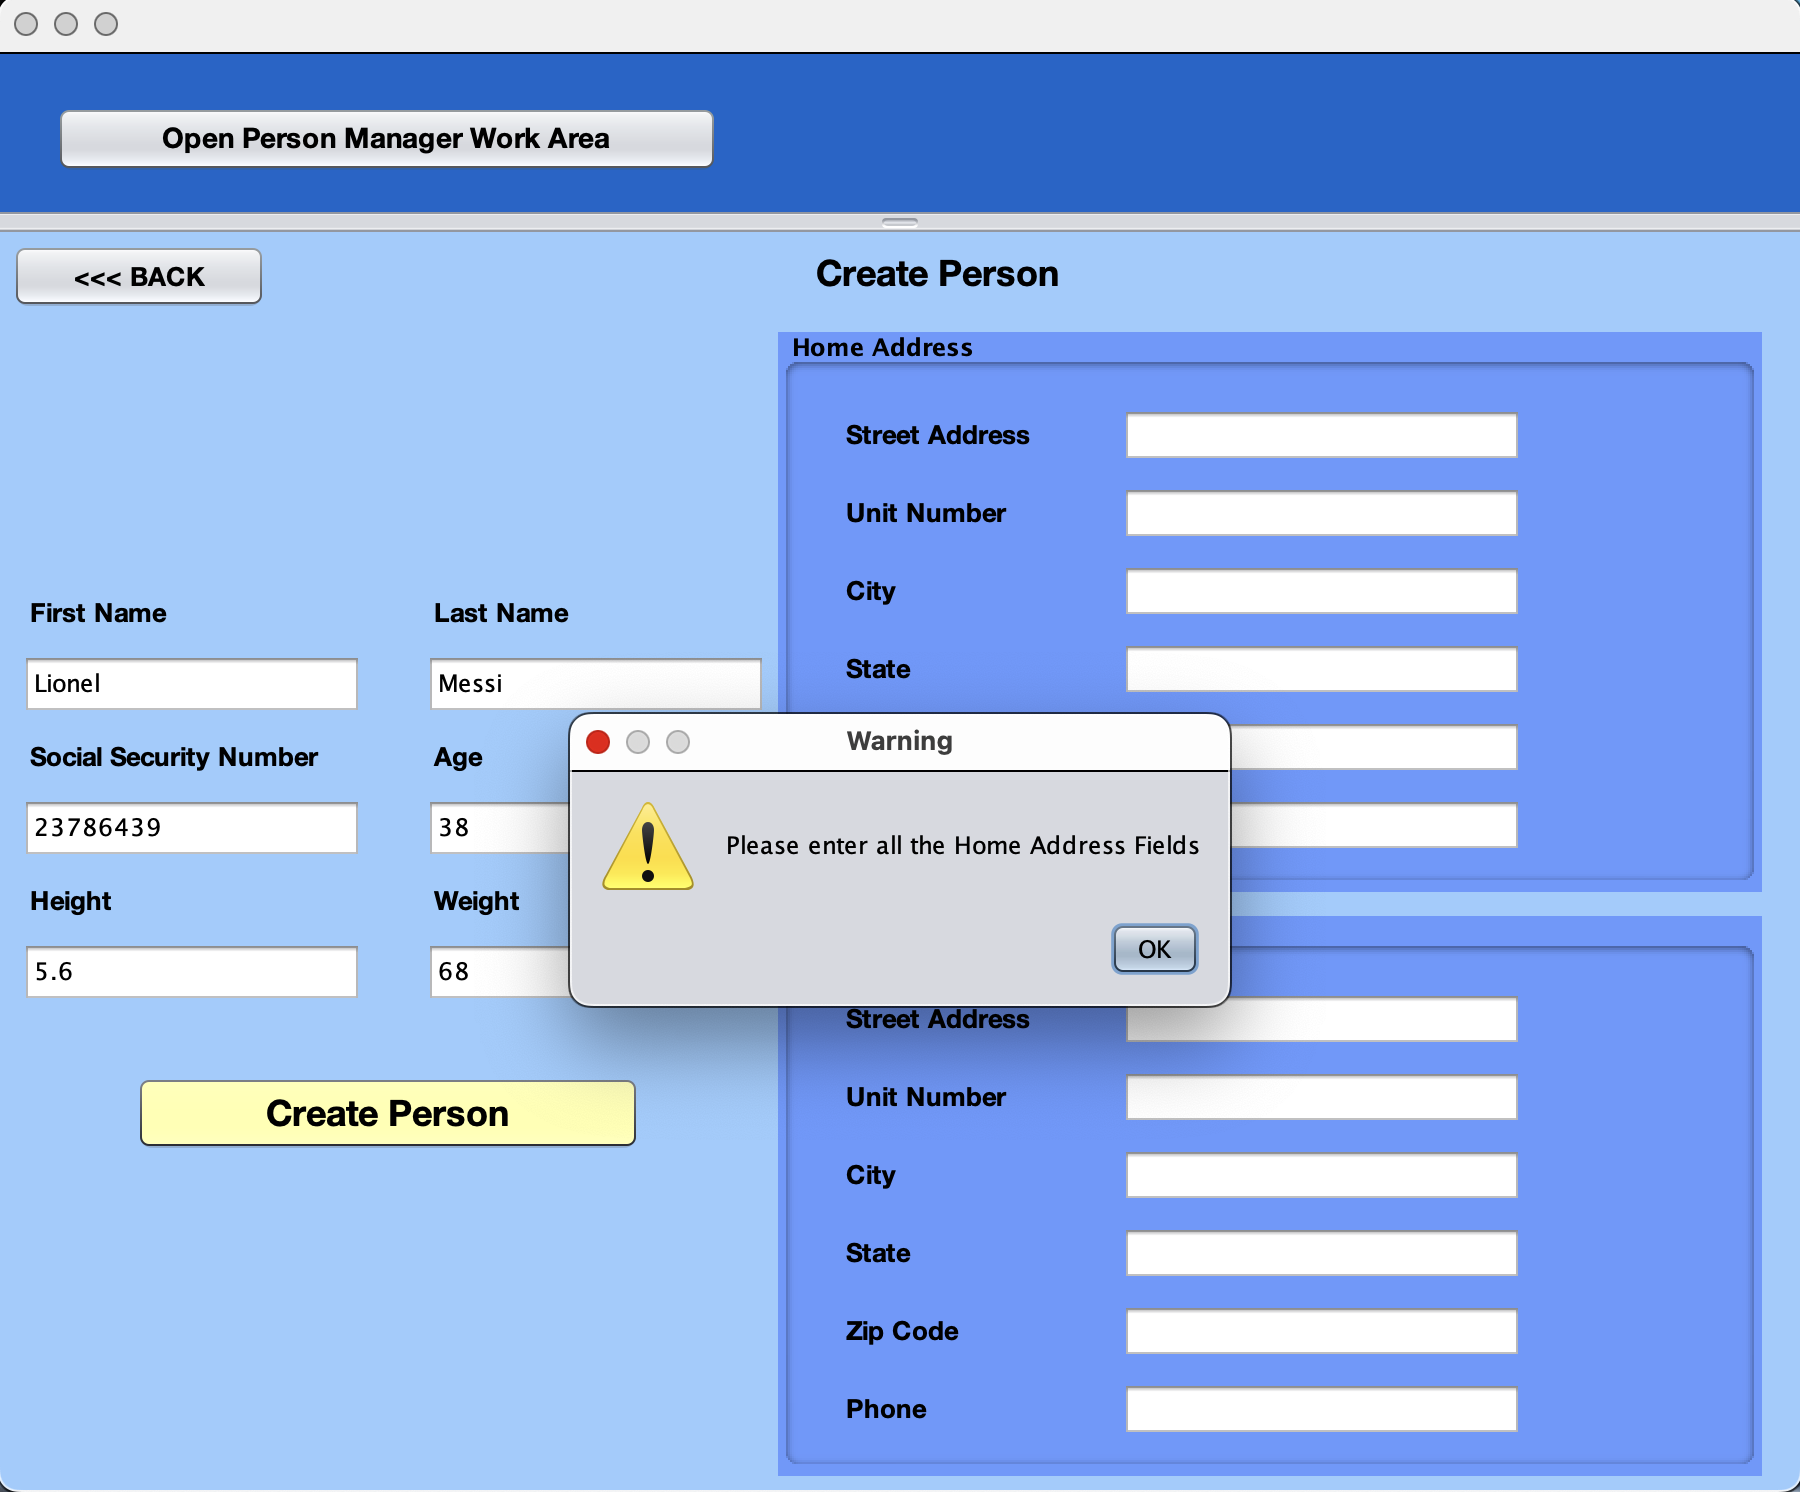 Open Person Manager Work Area
<<< BACK
Create Person
Home Address
Street Address
Unit Number
City
State
First Name
Last Name
Lionel
Messi
Social Security Number
Age
23786439
38
Height
Weight
5.6
68
Create Person
Warning
Please enter all the Home Address Fields
OK
Street Address
Unit Number
City
State
Zip Code
Phone